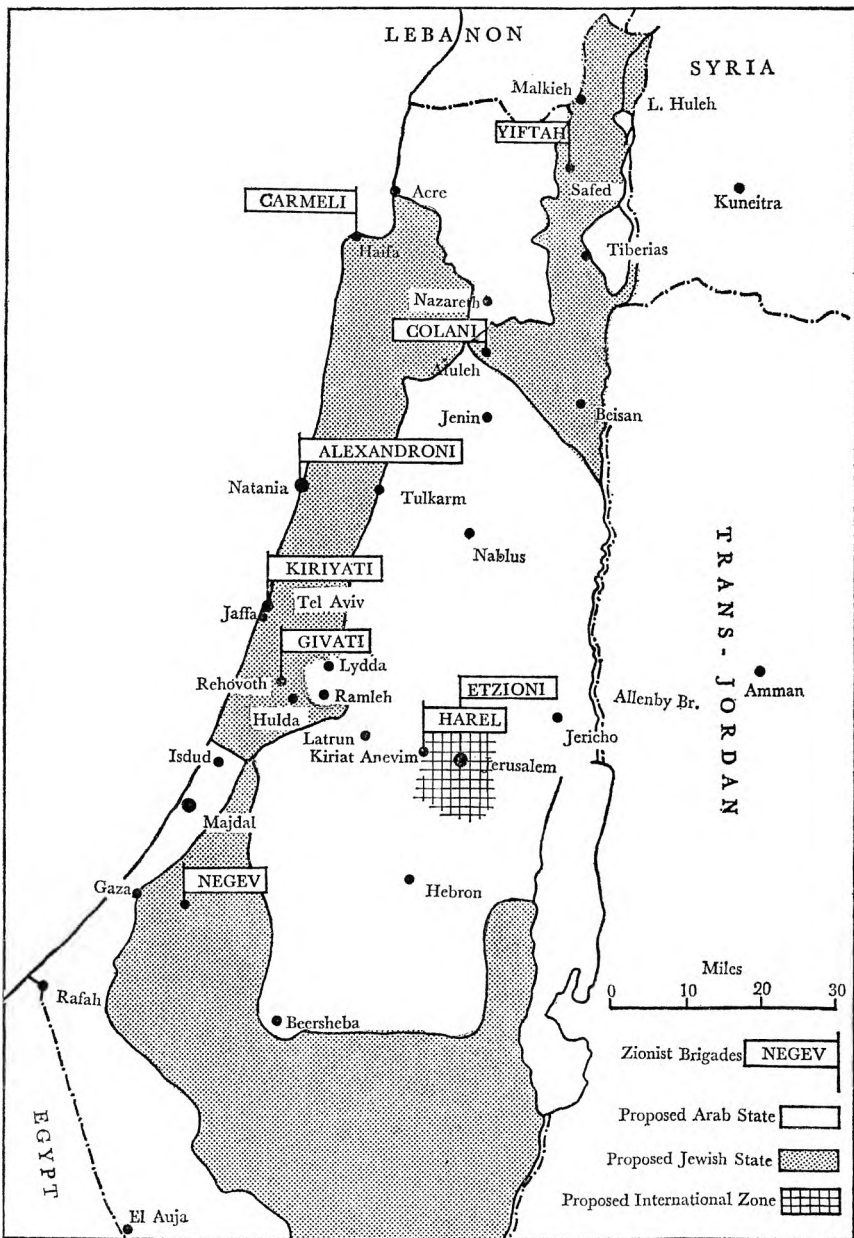 LEBANON
SYRIA
Malkieh
L. Huleh
YIFTAH
Safed
Kuneitra
Acre
CARMELI
Haifa
Tiberias
Nazareth
COLANI
Afuleh
Beisan
Jenin
ALEXANDRONI
Natania
Tulkarm
Nablus
TRANS-JORDAN
KIRIYATI
Tel Aviv
Jaffa
GIVATI
Lydda
Rehovoth
Ramleh
Hulda
ETZIONI
Allenby Br.
Amman
HAREL
Jericho
Latrun
Kiriat Anevim
Jerusalem
Isdud
Majdal
Gaza
NEGEV
Hebron
Rafah
Beersheba
EGYPT
El Auja
Miles
0 10 20 30
Zionist Brigades NEGEV
Proposed Arab State
Proposed Jewish State
Proposed International Zone